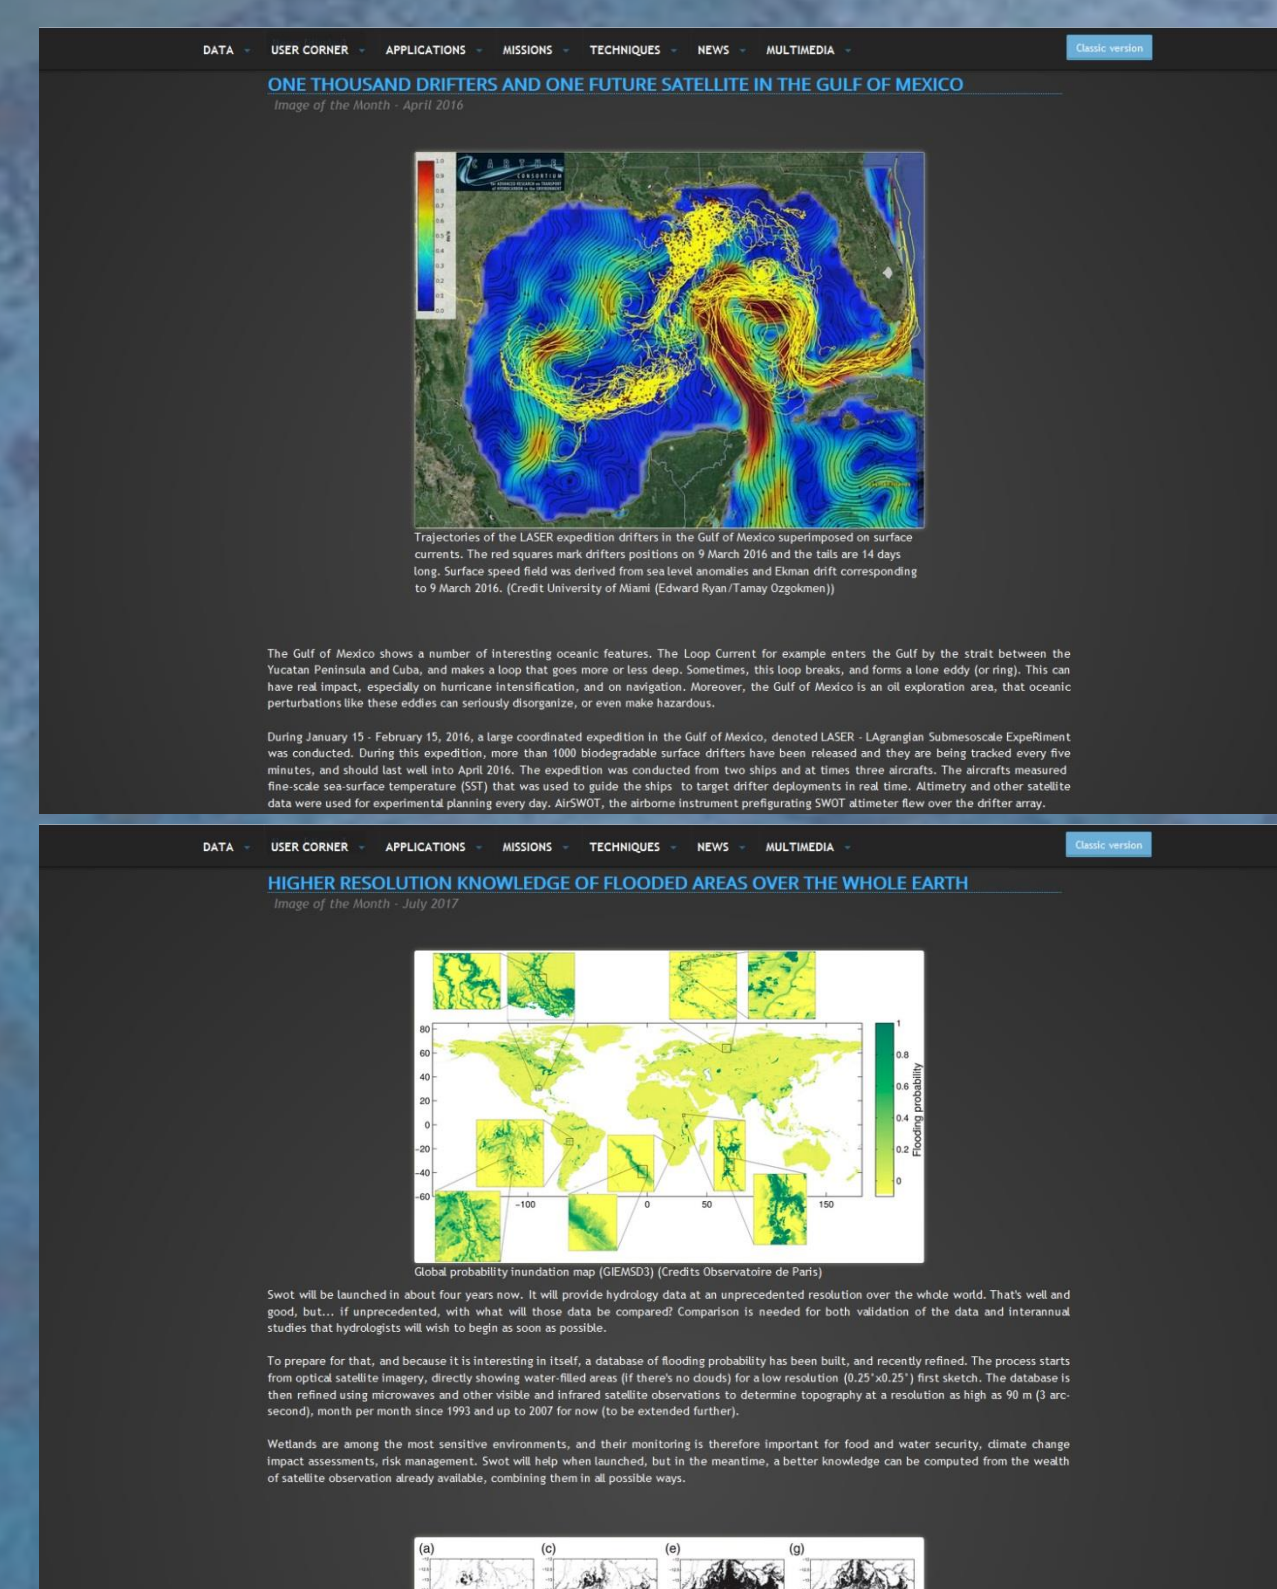 DATA USER CORNER APPLICATIONS MISSIONS TECHNIQUES NEWS MULTIMEDIA Classic version
ONE THOUSAND DRIFTERS AND ONE FUTURE SATELLITE IN THE GULF OF MEXICO
Image of the Month - April 2016
CARTHE
CONSORTIUM
1.0
0.9
0.8
0.7
0.6
0.5
0.4
0.3
0.2
0.1
0.0
Trajectories of the LASER expedition drifters in the Gulf of Mexico superimposed on surface
currents. The red squares mark drifters positions on 9 March 2016 and the tails are 14 days
long. Surface speed field was derived from sea level anomalies and Ekman drift corresponding
to 9 March 2016. (Credit University of Miami (Edward Ryan/Tamay Ozgokmen))
The Gulf of Mexico shows a number of interesting oceanic features. The Loop Current for example enters the Gulf by the strait between the
Yucatan Peninsula and Cuba, and makes a loop that goes more or less deep. Sometimes, this loop breaks, and forms a lone eddy (or ring). This can
have real impact, especially on hurricane intensification, and on navigation. Moreover, the Gulf of Mexico is an oil exploration area, that oceanic
perturbations like these eddies can seriously disorganize, or even make hazardous.
During January 15 - February 15, 2016, a large coordinated expedition in the Gulf of Mexico, denoted LASER - LAgrangian Submesoscale ExpeRiment
was conducted. During this expedition, more than 1000 biodegradable surface drifters have been released and they are being tracked every five
minutes, and should last well into April 2016. The expedition was conducted from two ships and at times three aircrafts. The aircrafts measured
fine-scale sea-surface temperature (SST) that was used to guide the ships to target drifter deployments in real time. Altimetry and other satellite
data were used for experimental planning every day. AirSWOT, the airborne instrument prefigurating SWOT altimeter flew over the drifter array.
DATA USER CORNER APPLICATIONS MISSIONS TECHNIQUES NEWS MULTIMEDIA Classic version
HIGHER RESOLUTION KNOWLEDGE OF FLOODED AREAS OVER THE WHOLE EARTH
Image of the Month - July 2017
80
60
40
20
0
-20
-40
-60
-100 0 50 150
1
0.8
0.6
0.4
0.2
0
Flooding probability
Global probability inundation map (GIEMSD3) (Credits Observatoire de Paris)
Swot will be launched in about four years now. It will provide hydrology data at an unprecedented resolution over the whole world. That's well and
good, but... if unprecedented, with what will those data be compared? Comparison is needed for both validation of the data and interannual
studies that hydrologists will wish to begin as soon as possible.
To prepare for that, and because it is interesting in itself, a database of flooding probability has been built, and recently refined. The process starts
from optical satellite imagery, directly showing water-filled areas (if there's no clouds) for a low resolution (0.25°x0.25°) first sketch. The database is
then refined using microwaves and other visible and infrared satellite observations to determine topography at a resolution as high as 90 m (3 arc-
second), month per month since 1993 and up to 2007 for now (to be extended further).
Wetlands are among the most sensitive environments, and their monitoring is therefore important for food and water security, climate change
impact assessments, risk management. Swot will help when launched, but in the meantime, a better knowledge can be computed from the wealth
of satellite observation already available, combining them in all possible ways.
(a) (c) (e) (g)